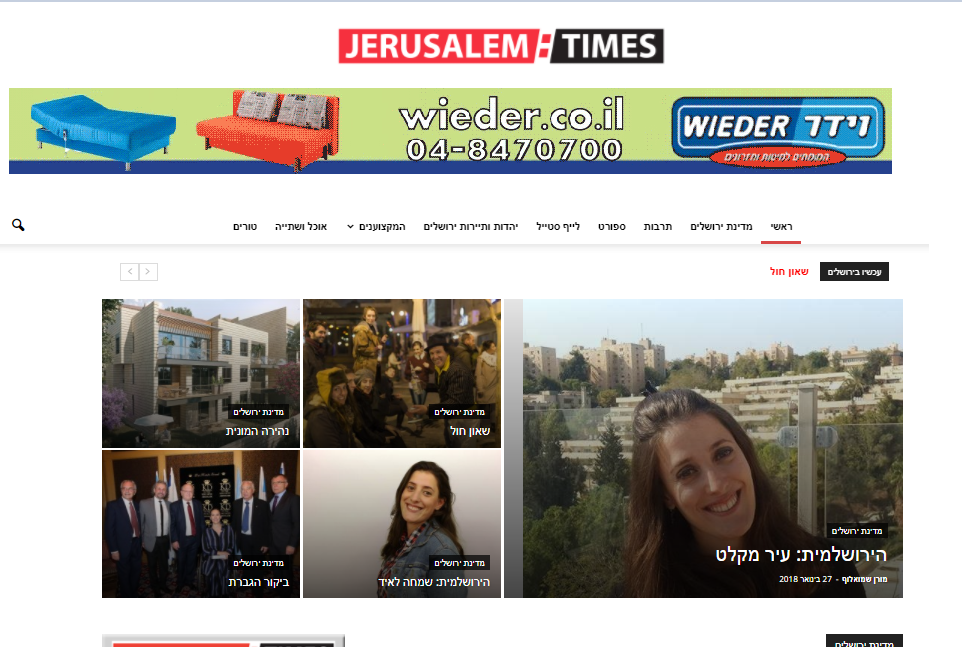 JERUSALEM TIMES
wieder.co.il
04-8470700
WIEDER וידר
המומחים למיטות ומזרונים
ראשי
מדינת ירושלים
תרבות
ספורט
לייף סטייל
יהדות ותיירות ירושלים
המקצוענים
אוכל ושתייה
טורים
עכשיו בירושלים
שאון חול
מדינת ירושלים
הירושלמית: עיר מקלט
מורן שמואלוף - 27 בינואר 2018
מדינת ירושלים
שאון חול
מדינת ירושלים
נהירה המונית
מדינת ירושלים
הירושלמית: שמחה לאיד
מדינת ירושלים
ביקור הגברת
מדינת ירושלים